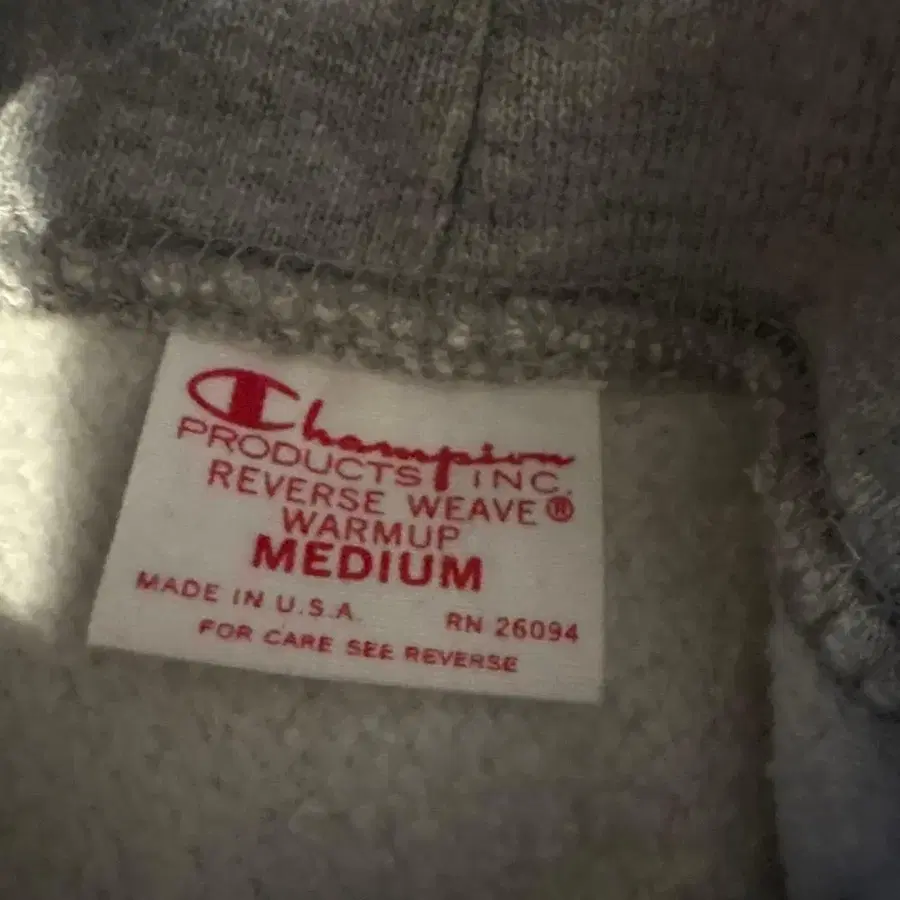 Champion
PRODUCTS INC.
REVERSE WEAVE®
WARMUP
MEDIUM
MADE IN U.S.A.
RN 26094
FOR CARE SEE REVERSE